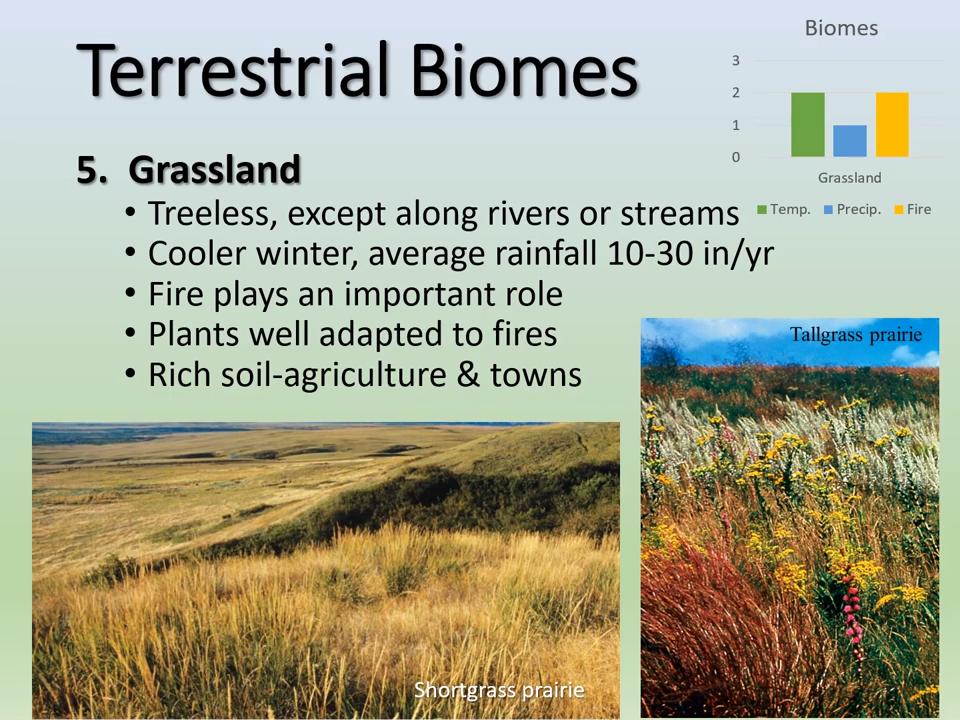 Terrestrial Biomes
5. Grassland
• Treeless, except along rivers or streams
• Cooler winter, average rainfall 10-30 in/yr
• Fire plays an important role
• Plants well adapted to fires
• Rich soil-agriculture & towns
Biomes
3
2
1
0
Grassland
Temp. Precip. Fire
Tallgrass prairie
Shortgrass prairie